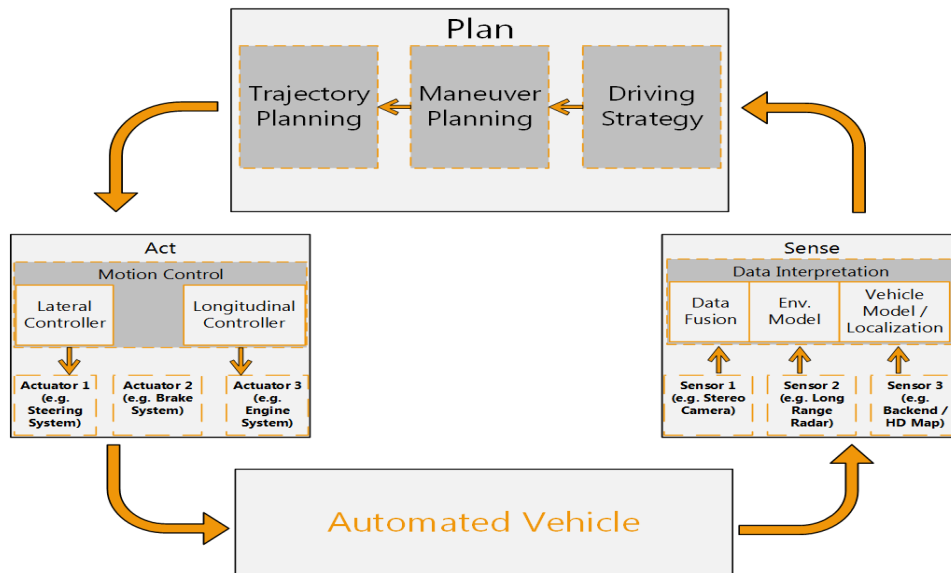 Plan
Trajectory
Planning
Maneuver
Planning
Driving
Strategy
Act
Motion Control
Lateral
Controller
Longitudinal
Controller
Actuator 1
(e.g.
Steering
System)
Actuator 2
(e.g. Brake
System)
Actuator 3
(e.g.
Engine
System)
Sense
Data Interpretation
Data
Fusion
Env.
Model
Vehicle
Model /
Localization
Sensor 1
(e.g. Stereo
Camera)
Sensor 2
(e.g. Long
Range
Radar)
Sensor 3
(e.g.
Backend /
HD Map)
Automated Vehicle